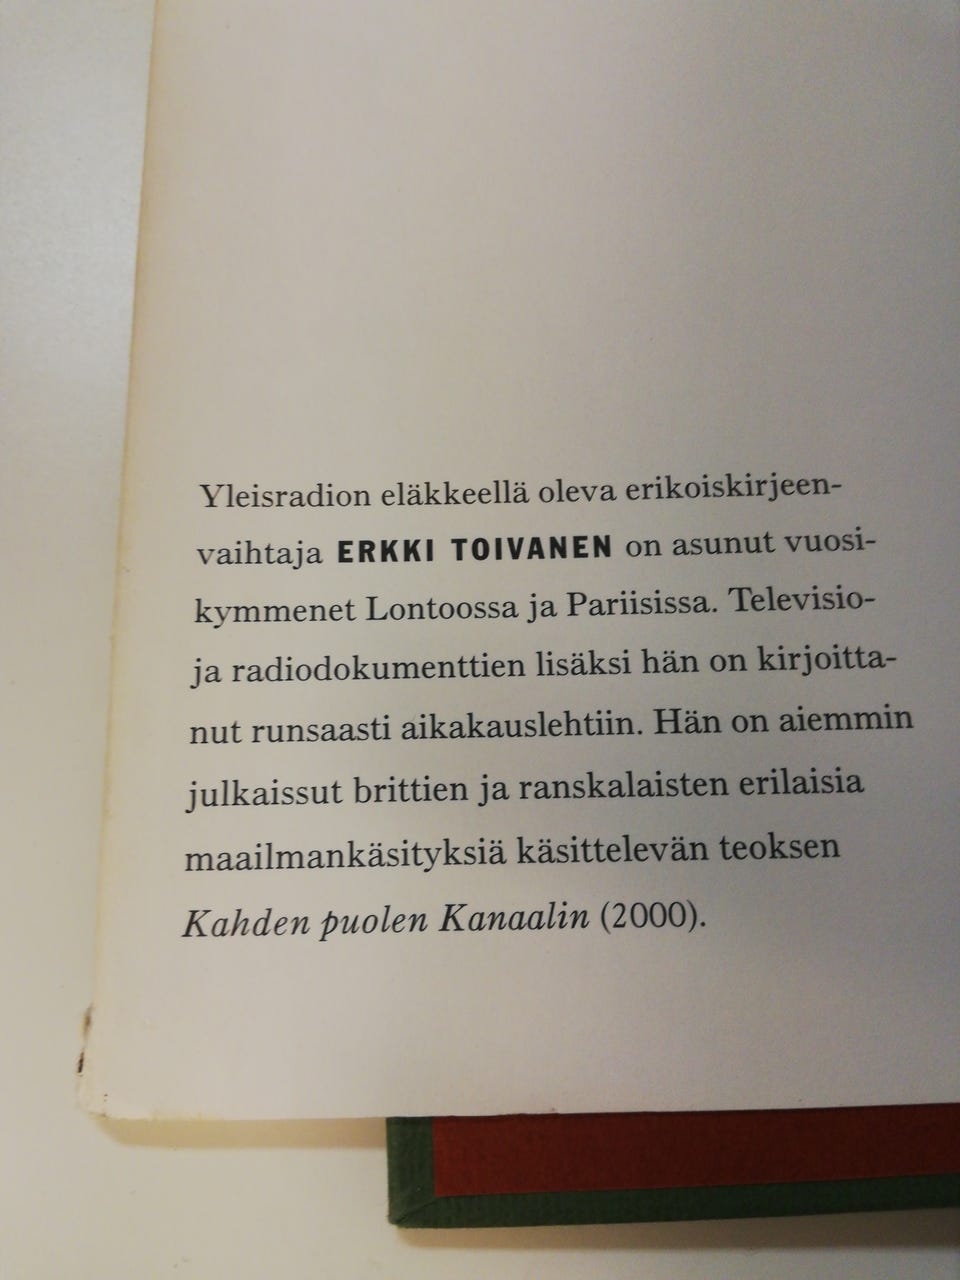 Yleisradion eläkkeellä oleva erikoiskirjeen-
vaihtaja ERKKI TOIVANEN on asunut vuosi-
kymmenet Lontoossa ja Pariisissa. Televisio-
ja radiodokumenttien lisäksi hän on kirjoitta-
nut runsaasti aikakauslehtiin. Hän on aiemmin
julkaissut brittien ja ranskalaisten erilaisia
maailmankäsityksiä käsittelevän teoksen
Kahden puolen Kanaalin (2000).